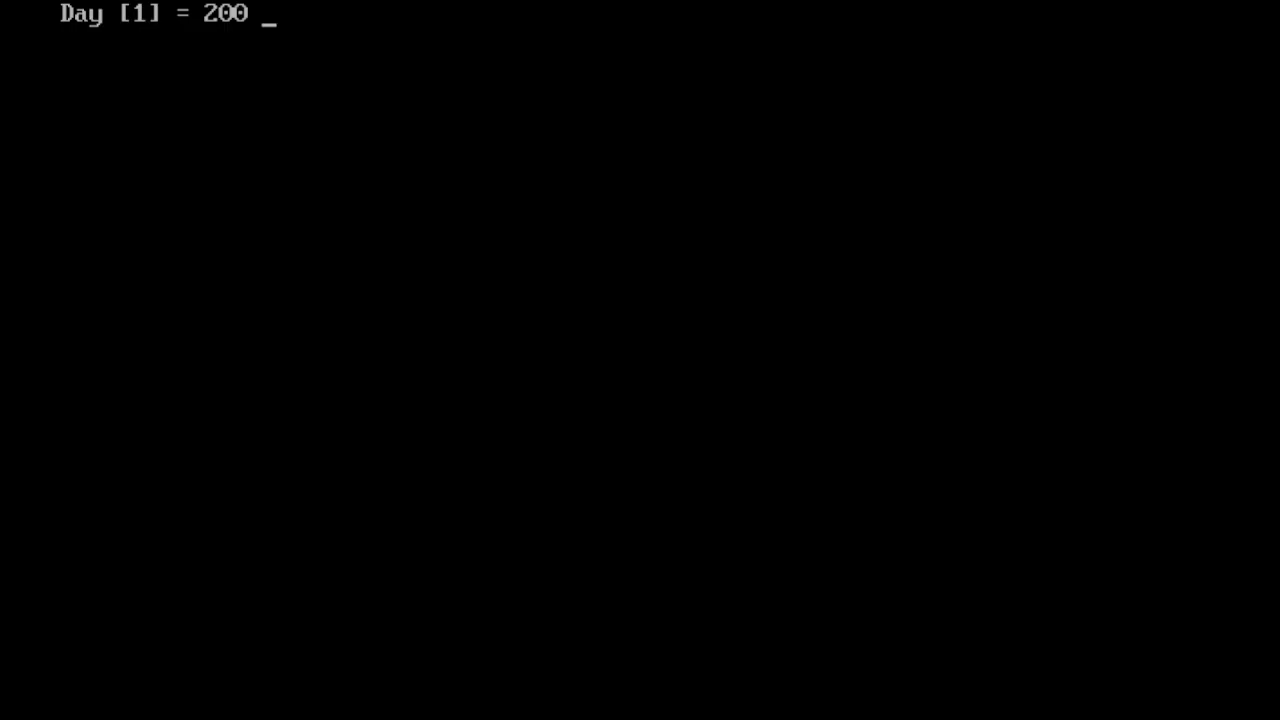 Day [1] = 200 _